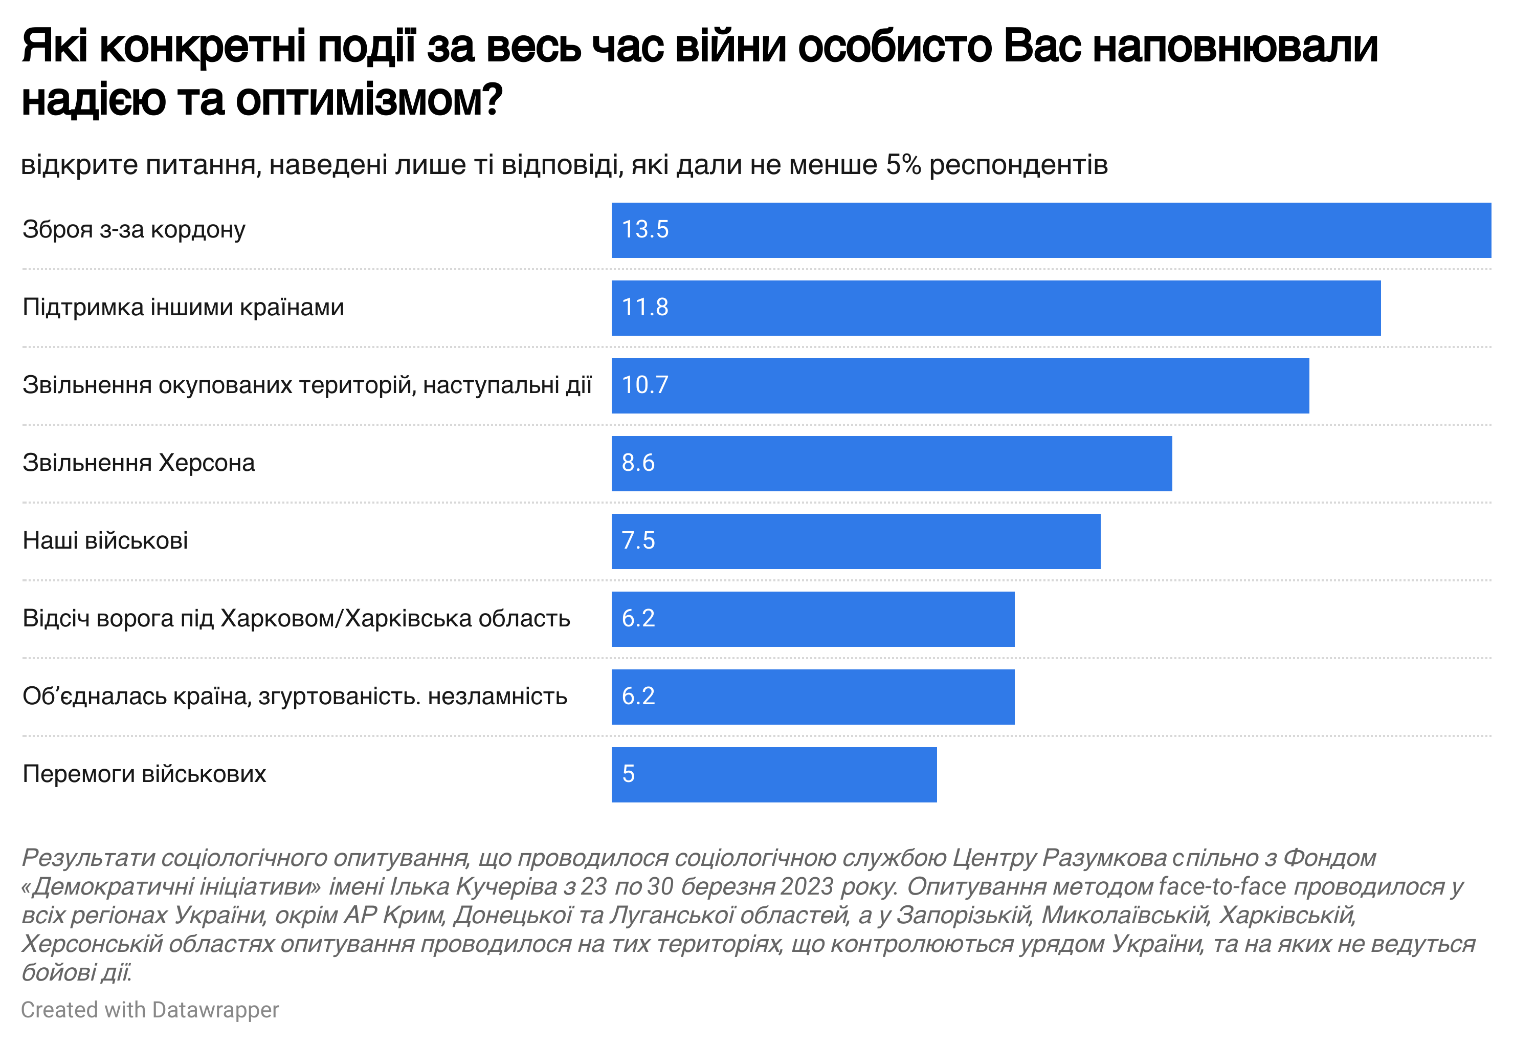 Які конкретні події за весь час війни особисто Вас наповнювали
надією та оптимізмом?
відкрите питання, наведені лише ті відповіді, які дали не менше 5% респондентів
Зброя з-за кордону 13.5
Підтримка іншими країнами 11.8
Звільнення окупованих територій, наступальні дії 10.7
Звільнення Херсона 8.6
Наші військові 7.5
Відсіч ворога під Харковом/Харківська область 6.2
Об’єдналась країна, згуртованість. незламність 6.2
Перемоги військових 5
Результати соціологічного опитування, що проводилося соціологічною службою Центру Разумкова спільно з Фондом
«Демократичні ініціативи» імені Ілька Кучеріва з 23 по 30 березня 2023 року. Опитування методом face-to-face проводилося у
всіх регіонах України, окрім АР Крим, Донецької та Луганської областей, а у Запорізькій, Миколаївській, Харківській,
Херсонській областях опитування проводилося на тих територіях, що контролюються урядом України, та на яких не ведуться
бойові дії.
Created with Datawrapper